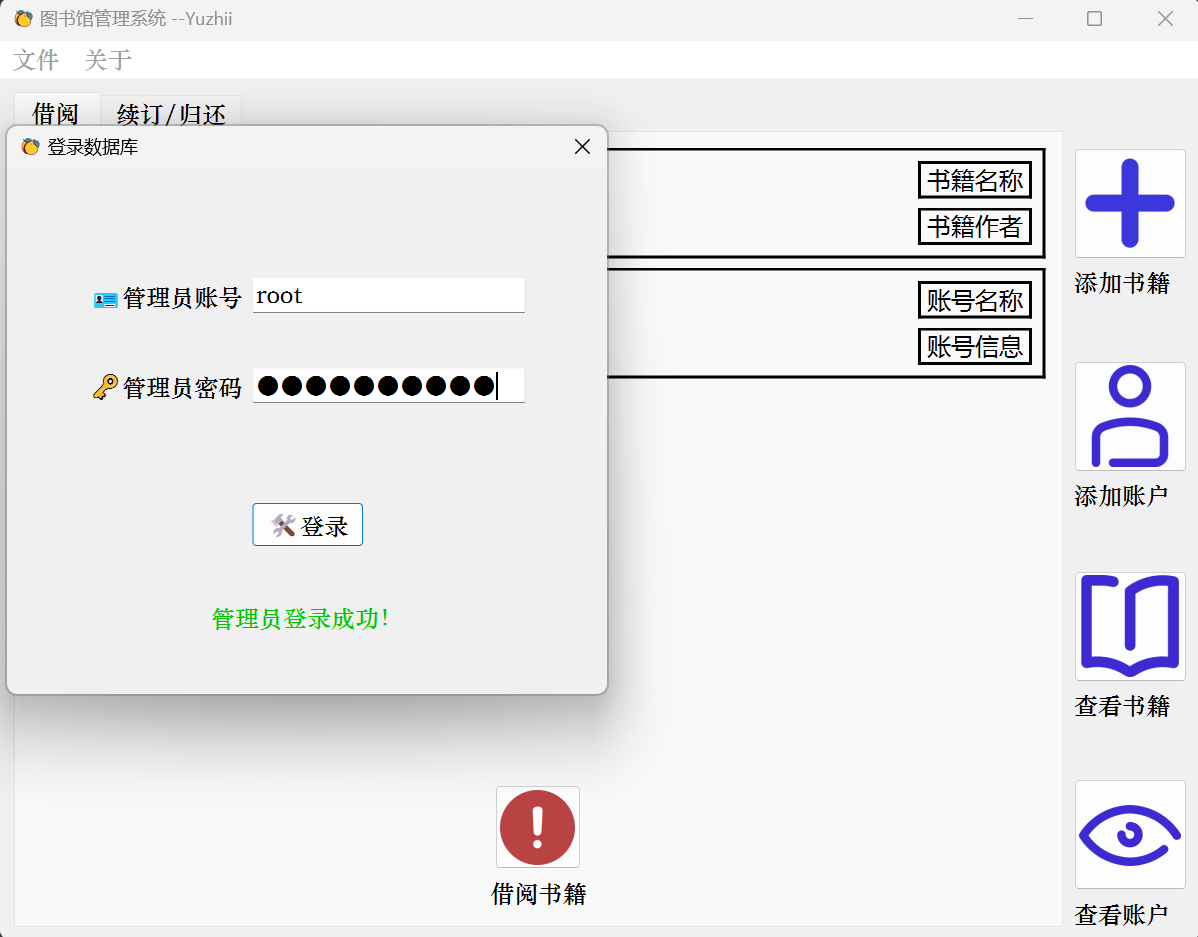 图书馆管理系统 --Yuzhii
文件 关于
借阅 续订/归还
登录数据库
管理员账号 root
管理员密码
登录
管理员登录成功!
书籍名称
书籍作者
账号名称
账号信息
借阅书籍
添加书籍
添加账户
查看书籍
查看账户